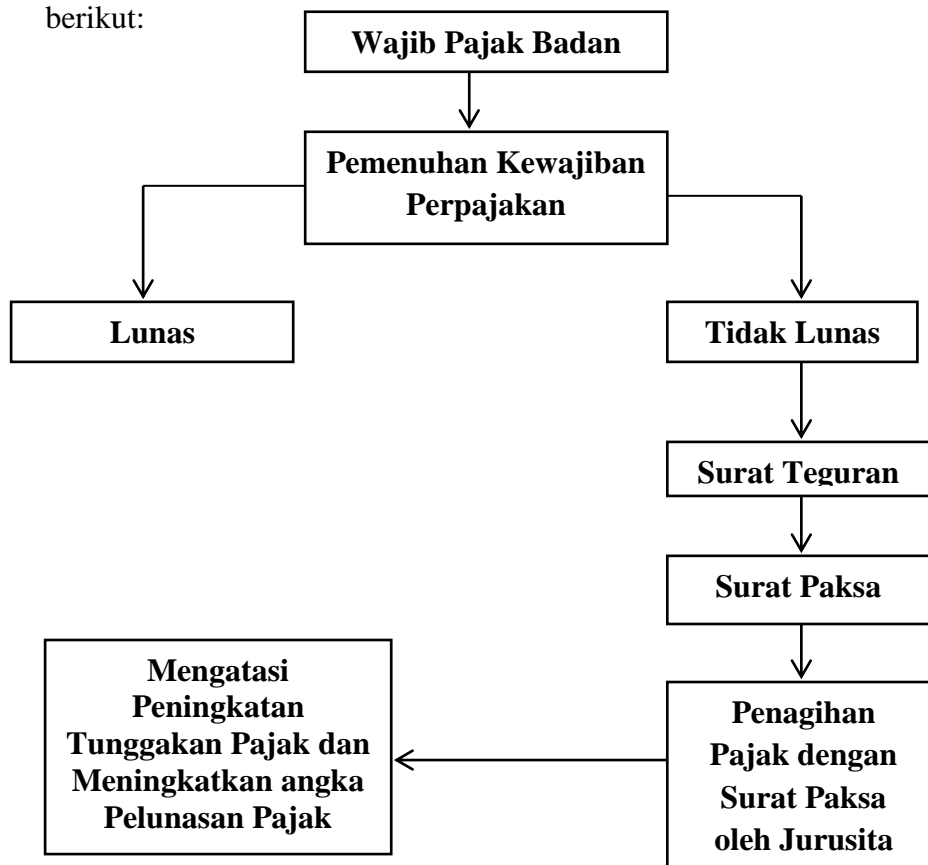 berikut:
Wajib Pajak Badan
Pemenuhan Kewajiban
Perpajakan
Lunas
Tidak Lunas
Surat Teguran
Surat Paksa
Penagihan
Pajak dengan
Surat Paksa
oleh Jurusita
Mengatasi
Peningkatan
Tunggakan Pajak dan
Meningkatkan angka
Pelunasan Pajak